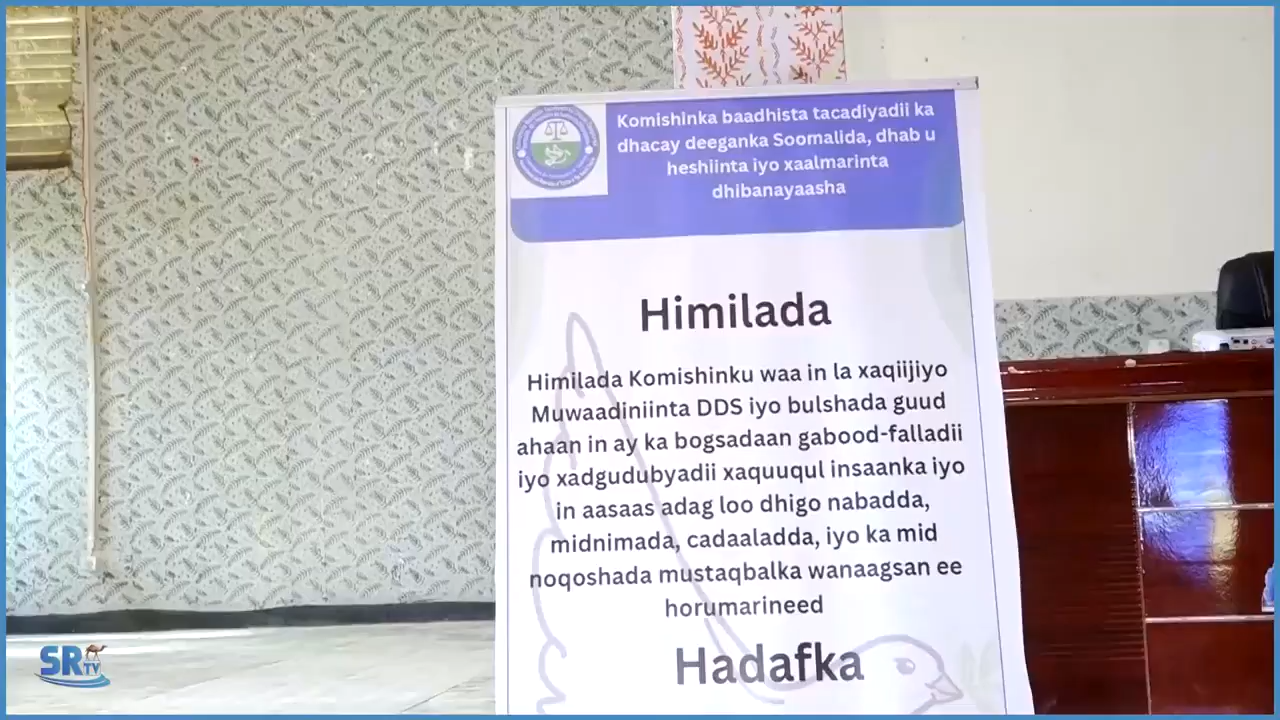 Komishinka baadhista tacadiyadii ka
dhacay deeganka Soomalida, dhab u
heshiinta iyo xaalmarinta
dhibanayaasha
Himilada
Himilada Komishinku waa in la xaqiijiyo
Muwaadiniinta DDS iyo bulshada guud
ahaan in ay ka bogsadaan gabood-falladii
iyo xadgudubyadii xaquuqul insaanka iyo
in aasaas adag loo dhigo nabadda,
midnimada, cadaaladda, iyo ka mid
noqoshada mustaqbalka wanaagsan ee
horumarineed
Hadafka
SRTV